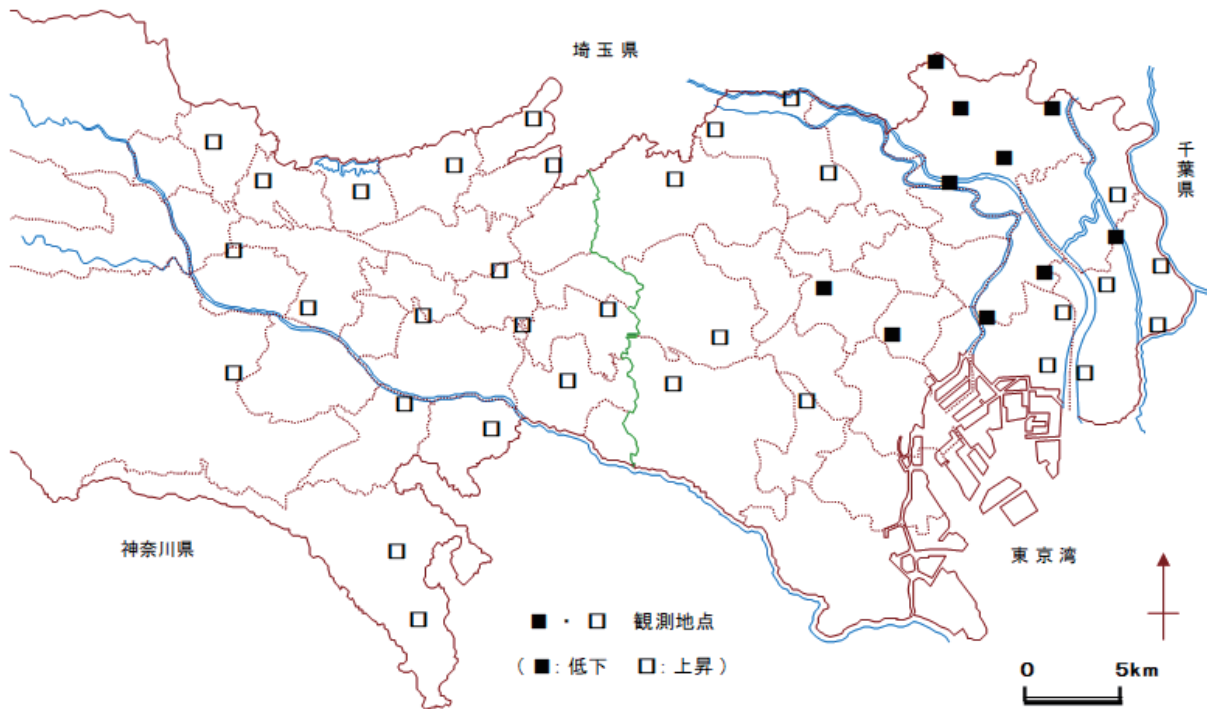 埼玉県
千葉県
神奈川県
東京湾
■ ・ □ 観測地点
( ■: 低下 □: 上昇 )
0 5km